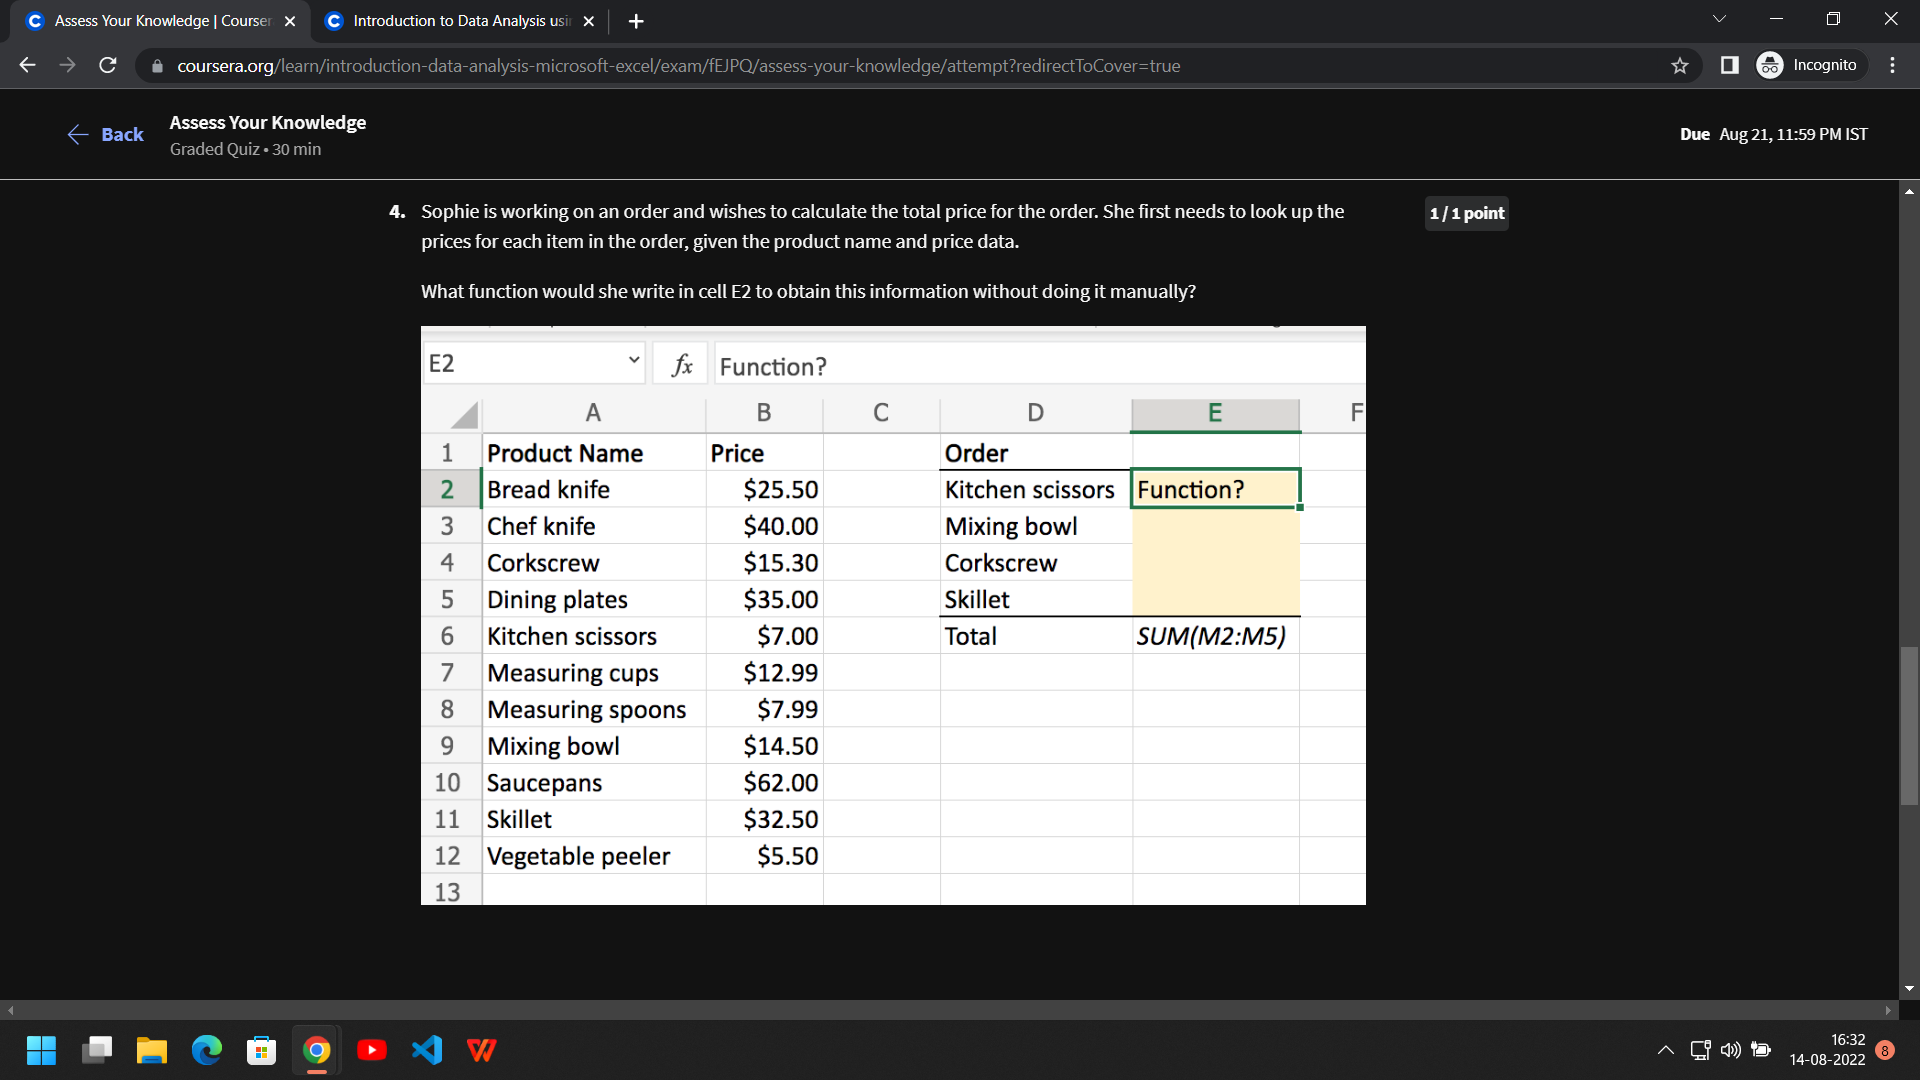 Assess Your Knowledge | Courser
Introduction to Data Analysis usin
coursera.org/learn/introduction-data-analysis-microsoft-excel/exam/fEJPQ/assess-your-knowledge/attempt?redirectToCover=true
Incognito
Back
Assess Your Knowledge
Graded Quiz • 30 min
Due Aug 21, 11:59 PM IST
4. Sophie is working on an order and wishes to calculate the total price for the order. She first needs to look up the
prices for each item in the order, given the product name and price data.
1 / 1 point
What function would she write in cell E2 to obtain this information without doing it manually?
E2 fx Function?
A B C D E F
1 Product Name Price Order
2 Bread knife $25.50 Kitchen scissors Function?
3 Chef knife $40.00 Mixing bowl
4 Corkscrew $15.30 Corkscrew
5 Dining plates $35.00 Skillet
6 Kitchen scissors $7.00 Total SUM(M2:M5)
7 Measuring cups $12.99
8 Measuring spoons $7.99
9 Mixing bowl $14.50
10 Saucepans $62.00
11 Skillet $32.50
12 Vegetable peeler $5.50
13
16:32
14-08-2022
8